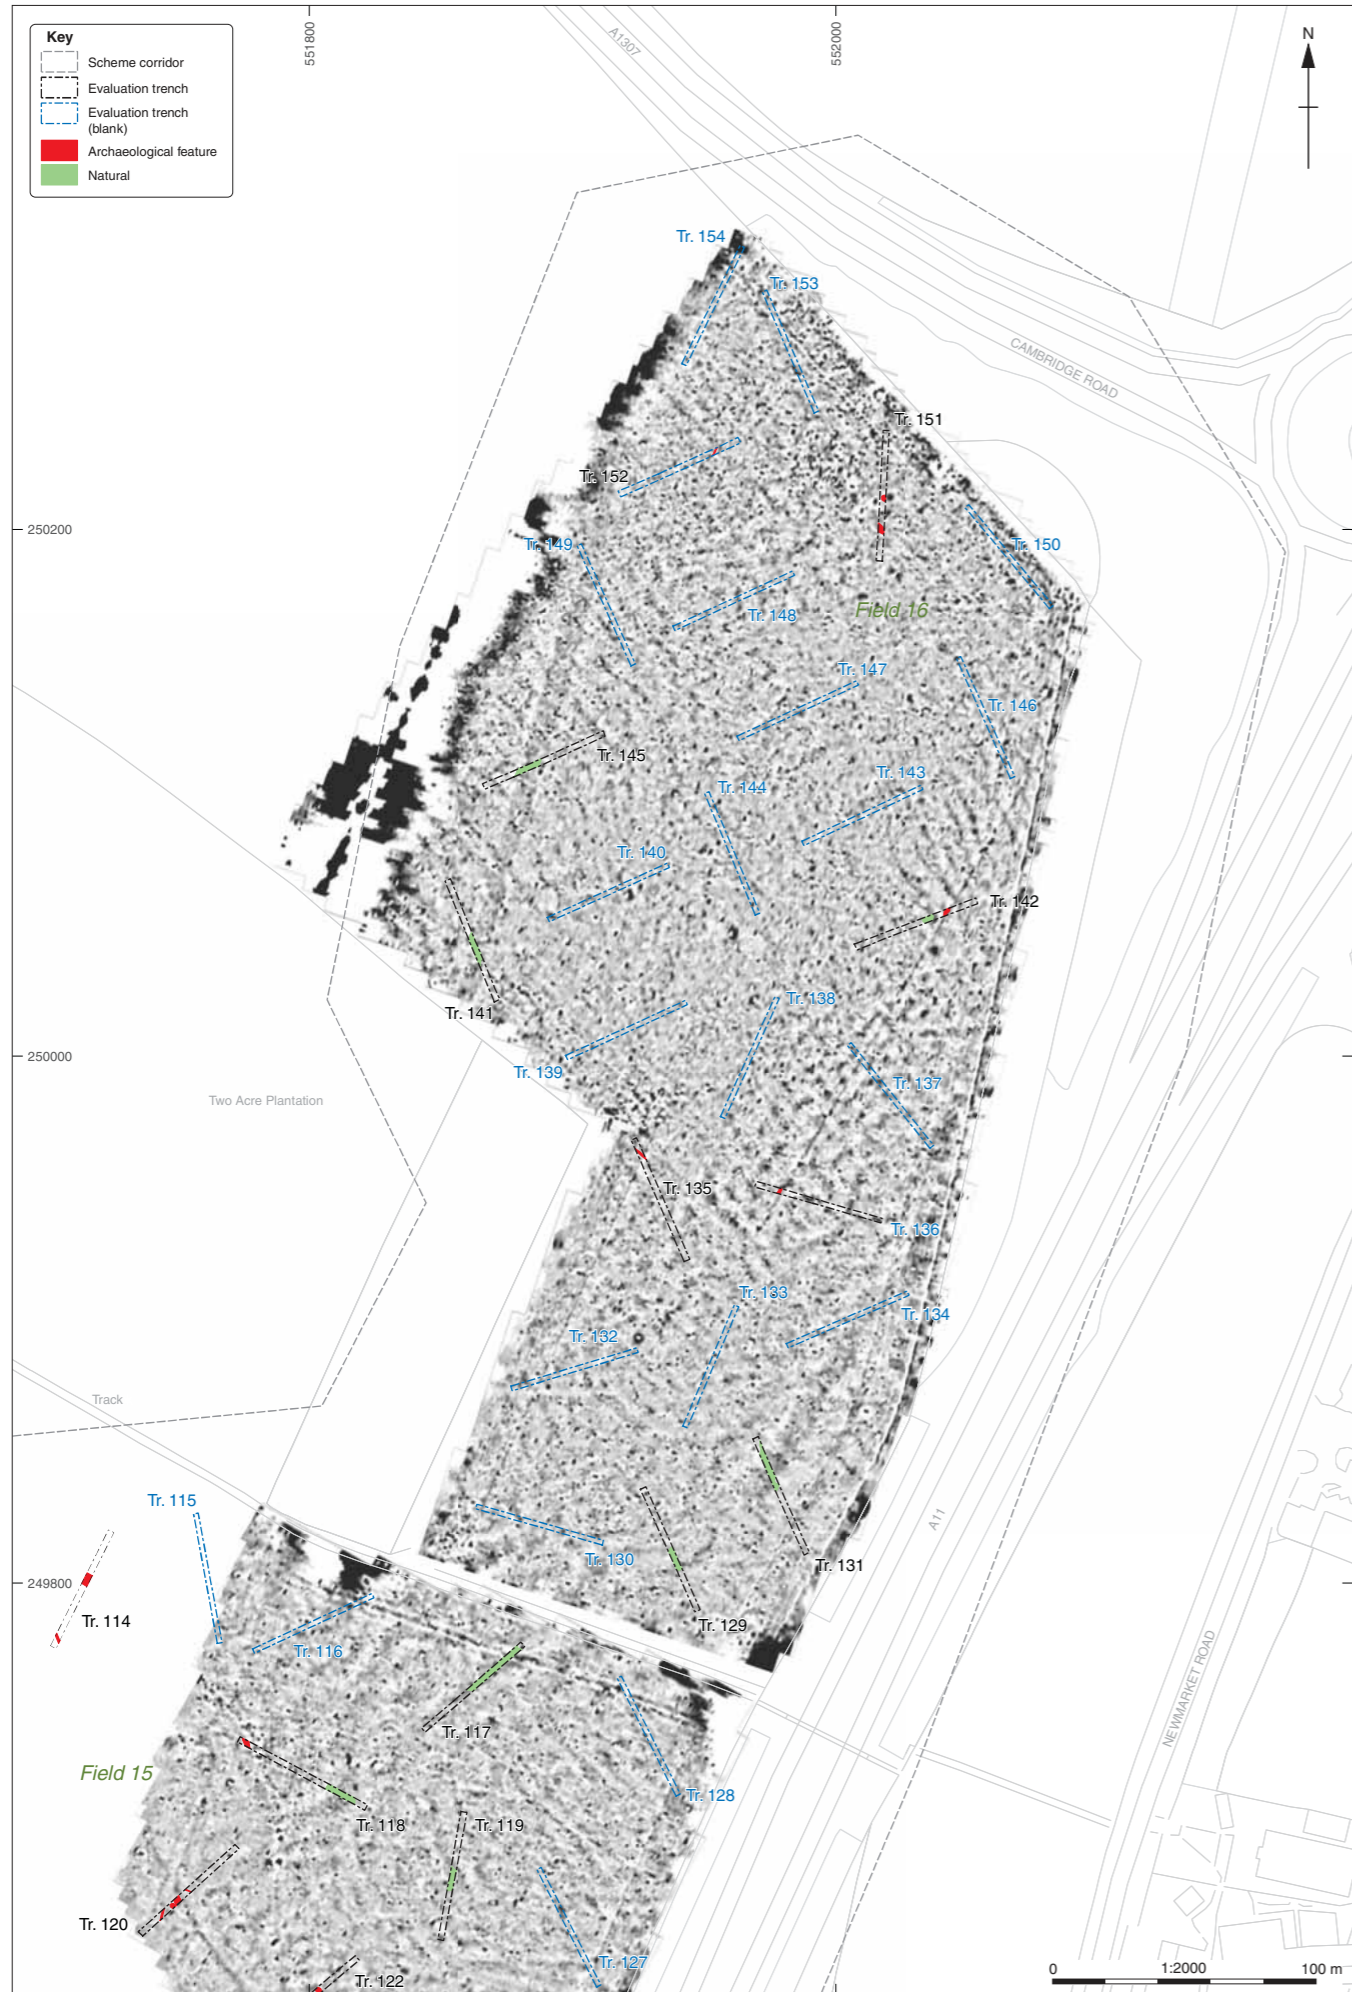 Key
Scheme corridor
Evaluation trench
Evaluation trench
(blank)
Archaeological feature
Natural
551800
552000
A1307
N
Tr. 154
Tr. 153
CAMBRIDGE ROAD
Tr. 151
Tr. 152
250200
Tr. 149
Tr. 150
Tr. 148
Field 16
Tr. 147
Tr. 146
Tr. 145
Tr. 143
Tr. 144
Tr. 140
Tr. 142
Tr. 138
Tr. 141
250000
Tr. 139
Tr. 137
Two Acre Plantation
Tr. 135
Tr. 136
Tr. 133
Tr. 134
Tr. 132
Track
Tr. 115
A11
Tr. 130
Tr. 131
249800
Tr. 114
Tr. 129
Tr. 116
NEWMARKET ROAD
Tr. 117
Field 15
Tr. 128
Tr. 118
Tr. 119
Tr. 120
Tr. 127
Tr. 122
0
1:2000
100 m